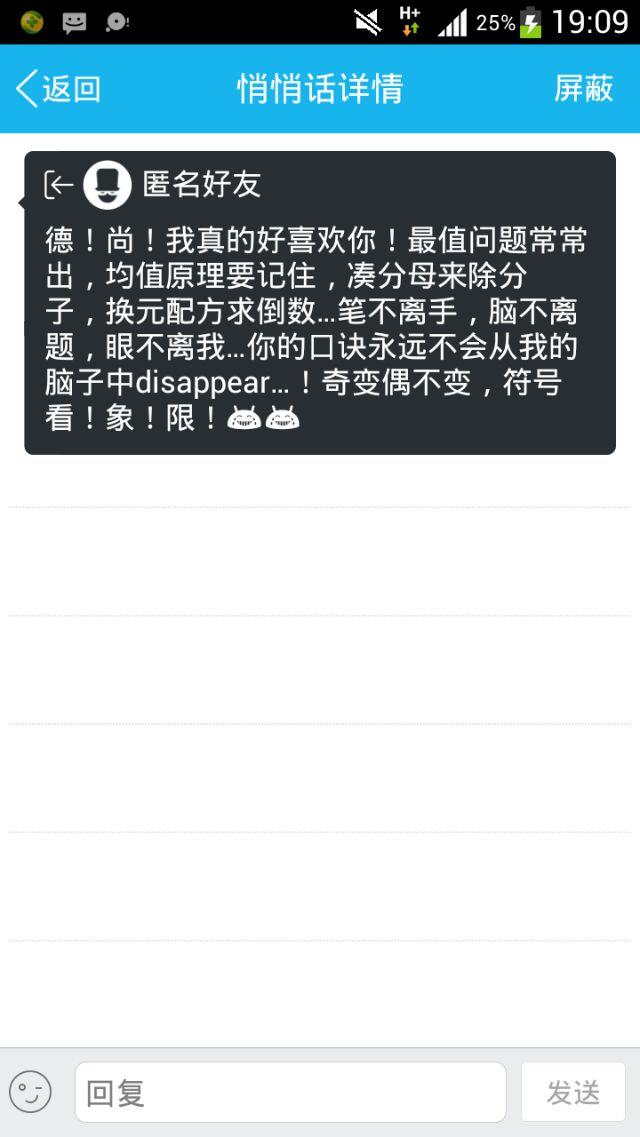 H+ 25% 19:09
返回 悄悄话详情 屏蔽
匿名好友
德！尚！我真的好喜欢你！最值问题常常
出，均值原理要记住，凑分母来除分
子，换元配方求倒数…笔不离手，脑不离
题，眼不离我…你的口诀永远不会从我的
脑子中disappear…！奇变偶不变，符号
看！象！限！
回复 发送